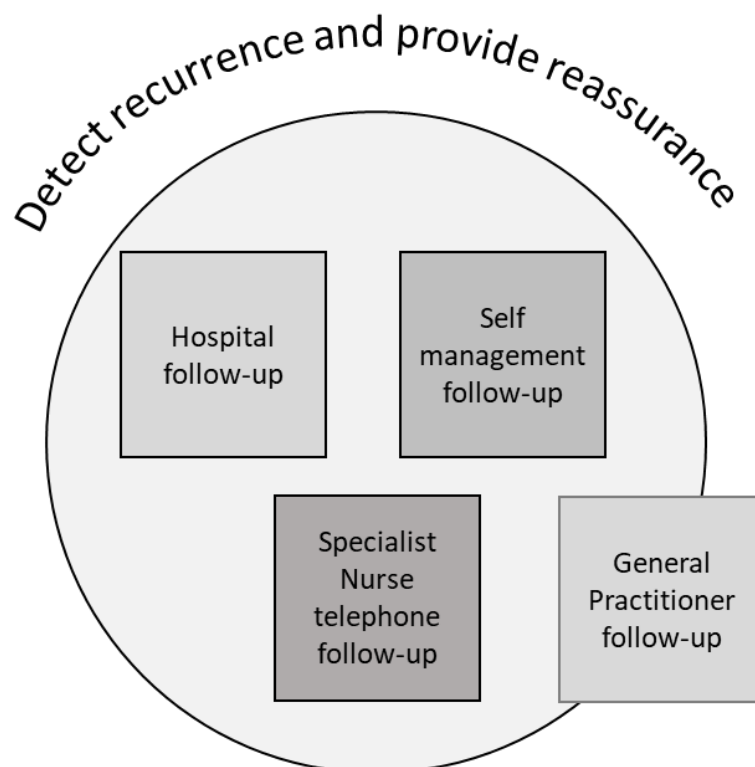 Detect recurrence and provide reassurance
Hospital
follow-up
Self
management
follow-up
Specialist
Nurse
telephone
follow-up
General
Practitioner
follow-up